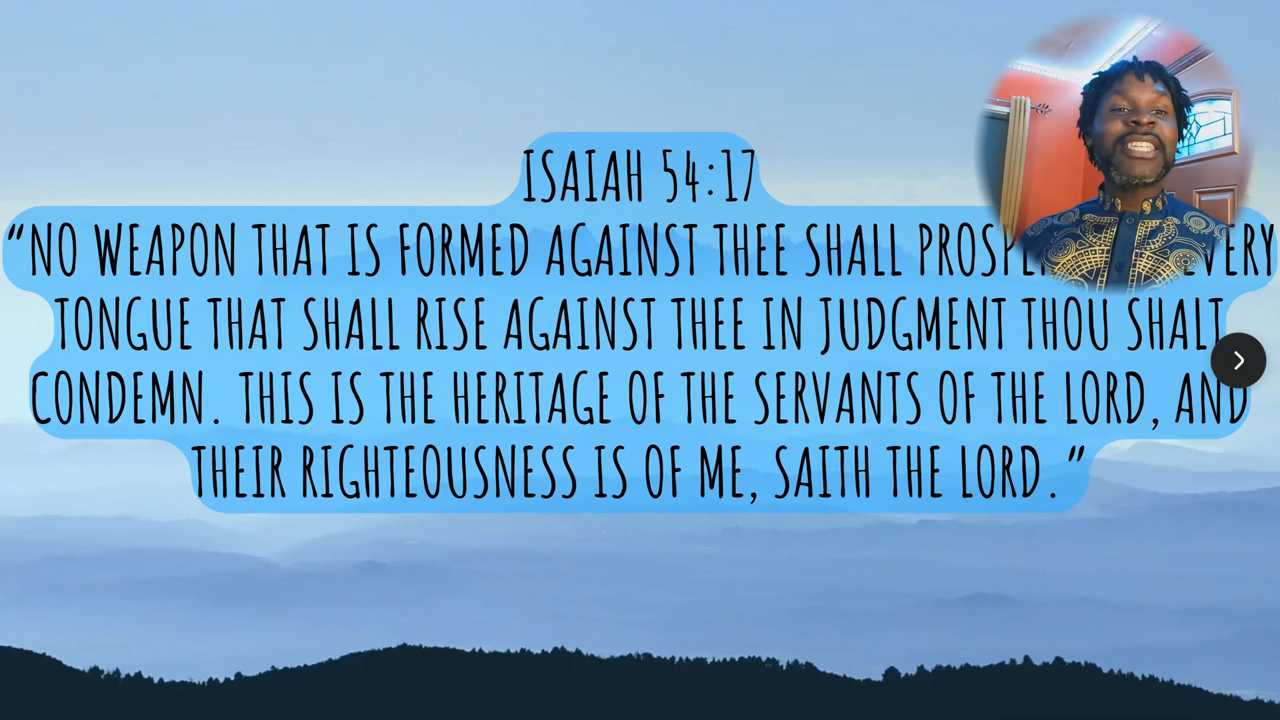 ISAIAH 54:17
“NO WEAPON THAT IS FORMED AGAINST THEE SHALL
TONGUE THAT SHALL RISE AGAINST THEE IN JUDGMENT THOU SHALT
CONDEMN. THIS IS THE HERITAGE OF THE SERVANTS OF THE LORD, AND
THEIR RIGHTEOUSNESS IS OF ME, SAITH THE LORD.”